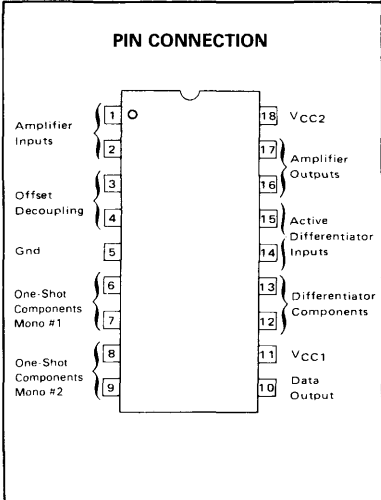 PIN CONNECTION
Amplifier
Inputs
1
2
Offset
Decoupling
3
4
Gnd
5
One-Shot
Components
Mono #1
6
7
One-Shot
Components
Mono #2
8
9
18
VCC2
17
16
Amplifier
Outputs
15
14
Active
Differentiator
Inputs
13
12
Differentiator
Components
11
VCC1
10
Data
Output